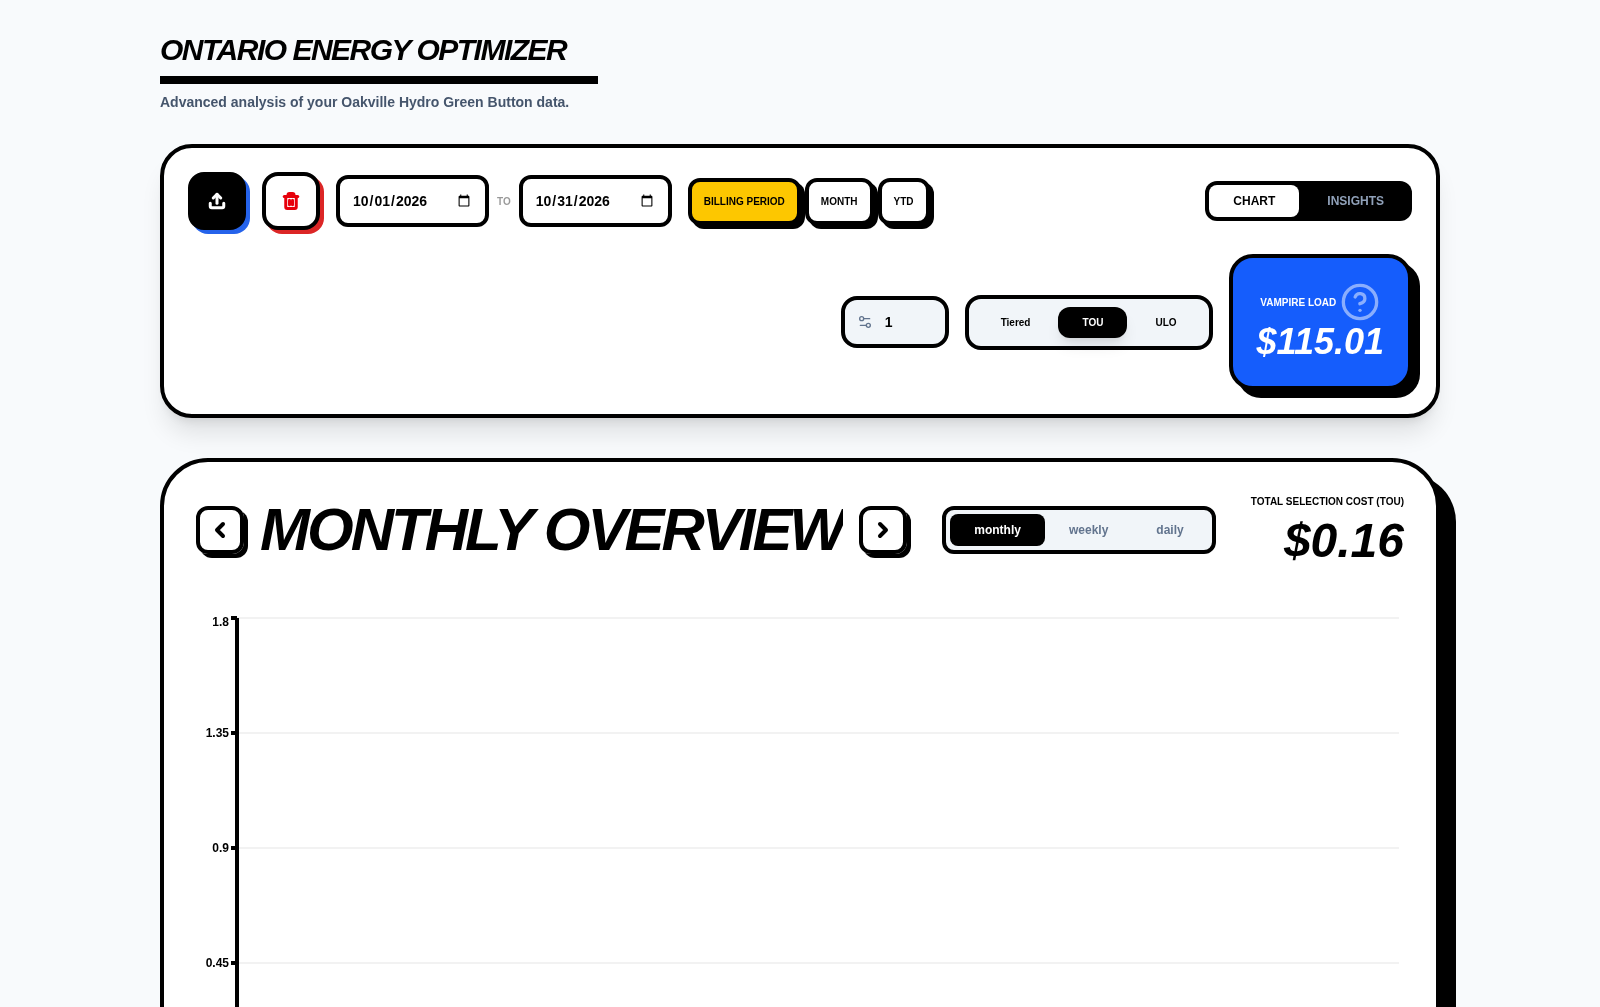 ONTARIO ENERGY OPTIMIZER
Advanced analysis of your Oakville Hydro Green Button data.
10/01/2026 TO 10/31/2026 BILLING PERIOD MONTH YTD CHART INSIGHTS
1 Tiered TOU ULO VAMPIRE LOAD ?
$115.01
MONTHLY OVERVIEW monthly weekly daily TOTAL SELECTION COST (TOU)
$0.16
1.8
1.35
0.9
0.45